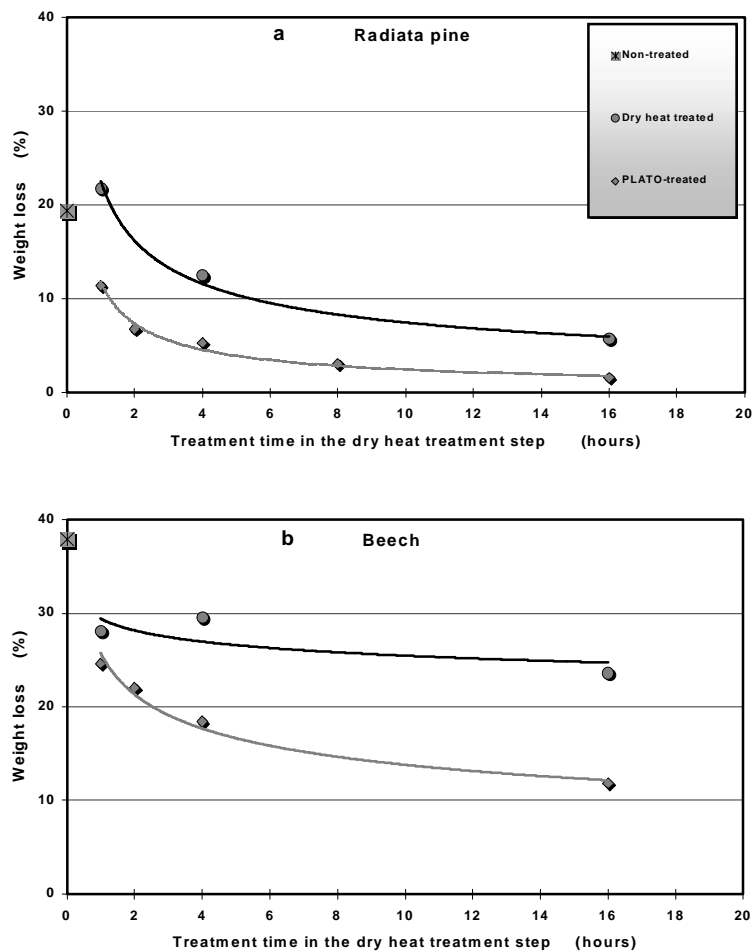 40
a Radiata pine
Non-treated
30
Dry heat treated
PLATO-treated
Weight loss (%)
20
10
0
0 2 4 6 8 10 12 14 16 18 20
Treatment time in the dry heat treatment step (hours)
40
b Beech
30
Weight loss (%)
20
10
0
0 2 4 6 8 10 12 14 16 18 20
Treatment time in the dry heat treatment step (hours)